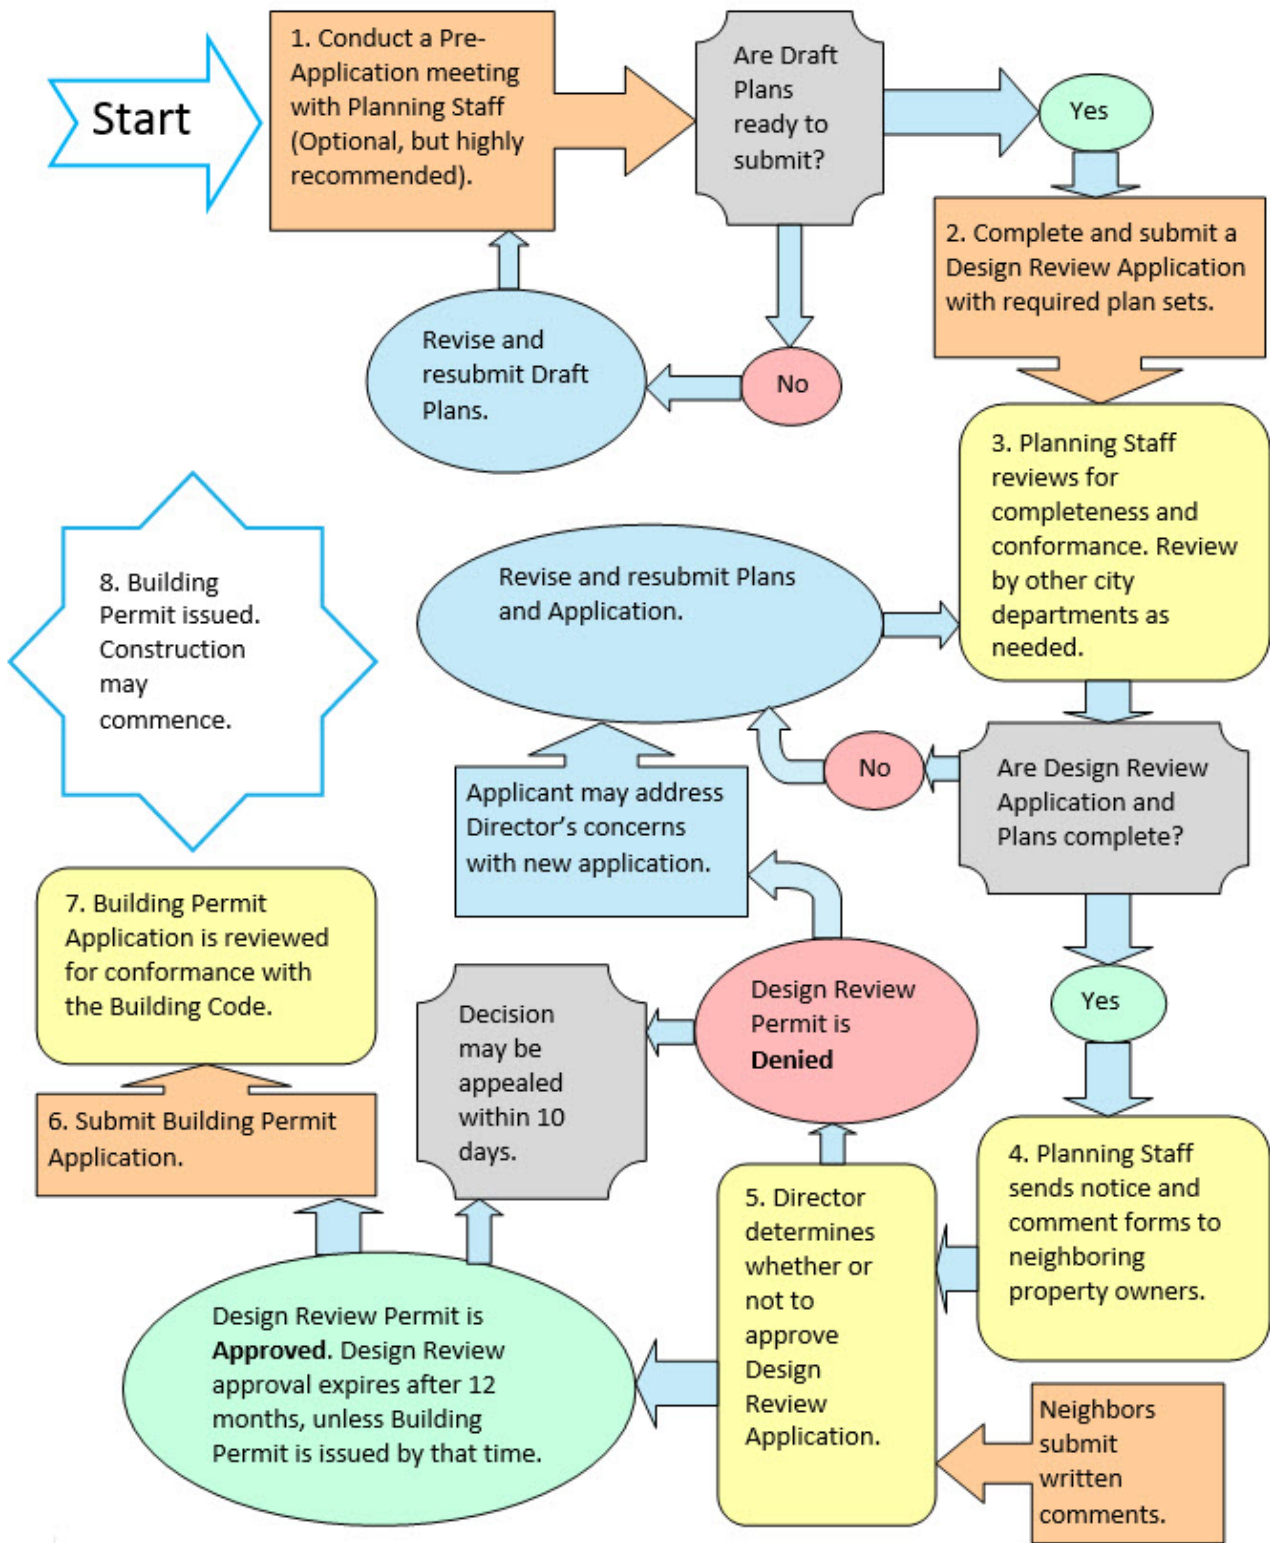 Start
1. Conduct a Pre-
Application meeting
with Planning Staff
(Optional, but highly
recommended).
Are Draft
Plans
ready to
submit?
Yes
2. Complete and submit a
Design Review Application
with required plan sets.
No
Revise and
resubmit Draft
Plans.
3. Planning Staff
reviews for
completeness and
conformance. Review
by other city
departments as
needed.
Revise and resubmit Plans
and Application.
Are Design Review
Application and
Plans complete?
No
Applicant may address
Director’s concerns
with new application.
Yes
4. Planning Staff
sends notice and
comment forms to
neighboring
property owners.
Neighbors
submit
written
comments.
5. Director
determines
whether or
not to
approve
Design
Review
Application.
Design Review
Permit is
Denied
Decision
may be
appealed
within 10
days.
Design Review Permit is
Approved. Design Review
approval expires after 12
months, unless Building
Permit is issued by that time.
6. Submit Building Permit
Application.
7. Building Permit
Application is reviewed
for conformance with
the Building Code.
8. Building
Permit issued.
Construction
may
commence.